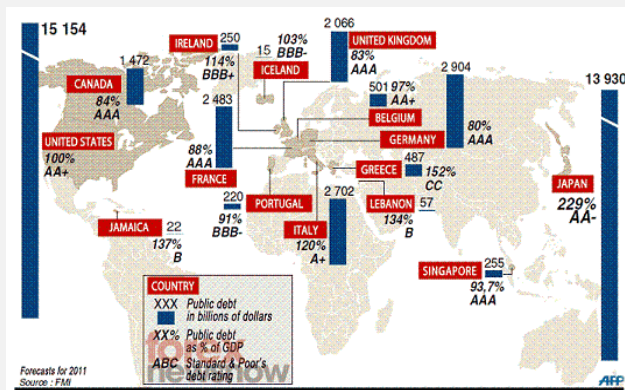 15 154
UNITED STATES
100%
AA+
1 472
CANADA
84%
AAA
IRELAND
250
114%
BBB+
15
103%
BBB-
ICELAND
2 066
UNITED KINGDOM
83%
AAA
501
97%
AA+
BELGIUM
2 904
GERMANY
80%
AAA
13 930
JAPAN
229%
AA-
2 483
88%
AAA
FRANCE
GREECE
487
152%
CC
220
91%
BBB-
PORTUGAL
2 702
ITALY
120%
A+
LEBANON
57
134%
B
JAMAICA
22
137%
B
SINGAPORE
255
93,7%
AAA
COUNTRY
XXX Public debt
in billions of dollars
XX% Public debt
as % of GDP
ABC Standard & Poor's
debt rating
forex
news now
Forecasts for 2011
Source : FMI
AFP